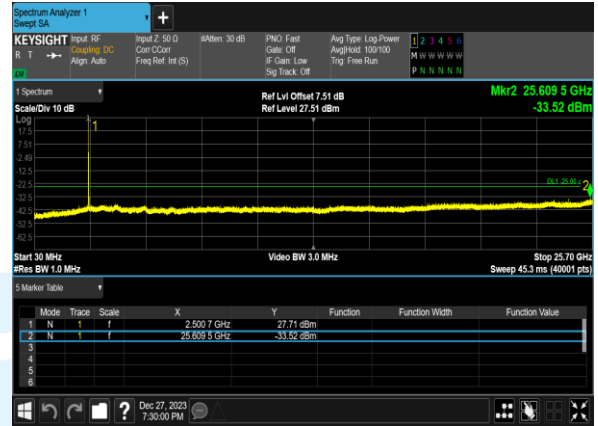 Spectrum Analyzer 1
Swept SA
KEYSIGHT Input: RF Input Z: 50 Ω #Atten: 30 dB PNO: Fast Avg Type: Log-Power 1 2 3 4 5 6
R T Coupling: DC Corr CCorr Gate: Off Avg|Hold: 100/100 M W W W W W
Align: Auto Freq Ref: Int (S) IF Gain: Low Trig: Free Run P N N N N N
LXI Sig Track: Off
1 Spectrum Ref Lvl Offset 7.51 dB Mkr2 25.609 5 GHz
Scale/Div 10 dB Ref Level 27.51 dBm -33.52 dBm
Log 1
17.5
7.51
-2.49
-12.5
-22.5 DL1 -25.00 2
-32.5
-42.5
-52.5
-62.5
Start 30 MHz Video BW 3.0 MHz Stop 25.70 GHz
#Res BW 1.0 MHz Sweep 45.3 ms (40001 pts)
5 Marker Table
Mode Trace Scale X Y Function Function Width Function Value
1 N 1 f 2.500 7 GHz 27.71 dBm
2 N 1 f 25.609 5 GHz -33.52 dBm
3
4
5
6
? Dec 27, 2023
7:30:00 PM